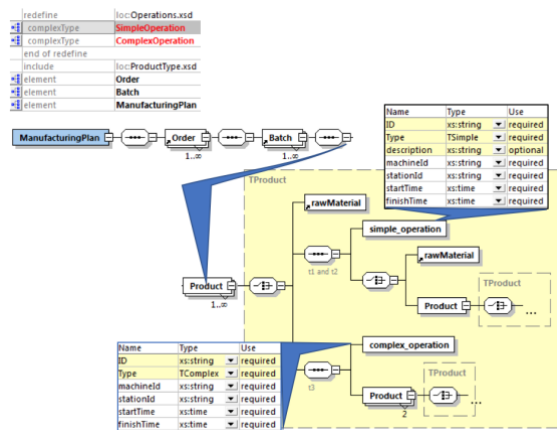 redefine loc:Operations.xsd
complexType SimpleOperation
complexType ComplexOperation
end of redefine
include loc:ProductType.xsd
element Order
element Batch
element ManufacturingPlan
ManufacturingPlan
Order
1..∞
Batch
1..∞
Name Type Use
ID xs:string required
Type TSimple required
description xs:string optional
machineId xs:string required
stationId xs:string required
startTime xs:time required
finishTime xs:time required
TProduct
rawMaterial
simple_operation
t1 and t2
rawMaterial
Product
1..∞
TProduct
Product
...
complex_operation
Name Type Use
ID xs:string required
Type TComplex required
machineId xs:string required
stationId xs:string required
startTime xs:time required
finishTime xs:time required
t3
TProduct
Product
2
...